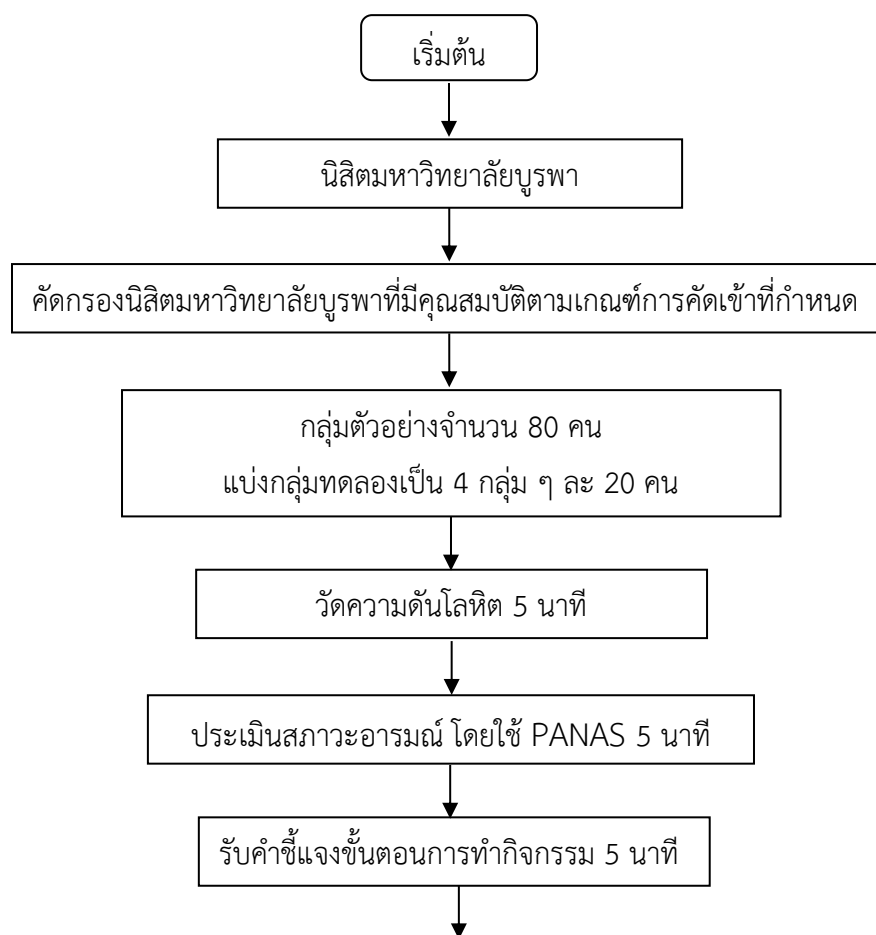 เริ่มต้น
นิสิตมหาวิทยาลัยบูรพา
คัดกรองนิสิตมหาวิทยาลัยบูรพาที่มีคุณสมบัติตามเกณฑ์การคัดเข้าที่กำหนด
กลุ่มตัวอย่างจำนวน 80 คน
แบ่งกลุ่มทดลองเป็น 4 กลุ่ม ๆ ละ 20 คน
วัดความดันโลหิต 5 นาที
ประเมินสภาวะอารมณ์ โดยใช้ PANAS 5 นาที
รับคำชี้แจงขั้นตอนการทำกิจกรรม 5 นาที